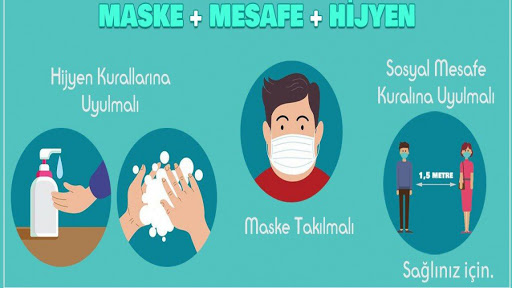 MASKE + MESAFE + HİJYEN
Hijyen Kurallarına
Uyulmalı
Maske Takılmalı
Sosyal Mesafe
Kuralına Uyulmalı
1,5 METRE
Sağlınız için.